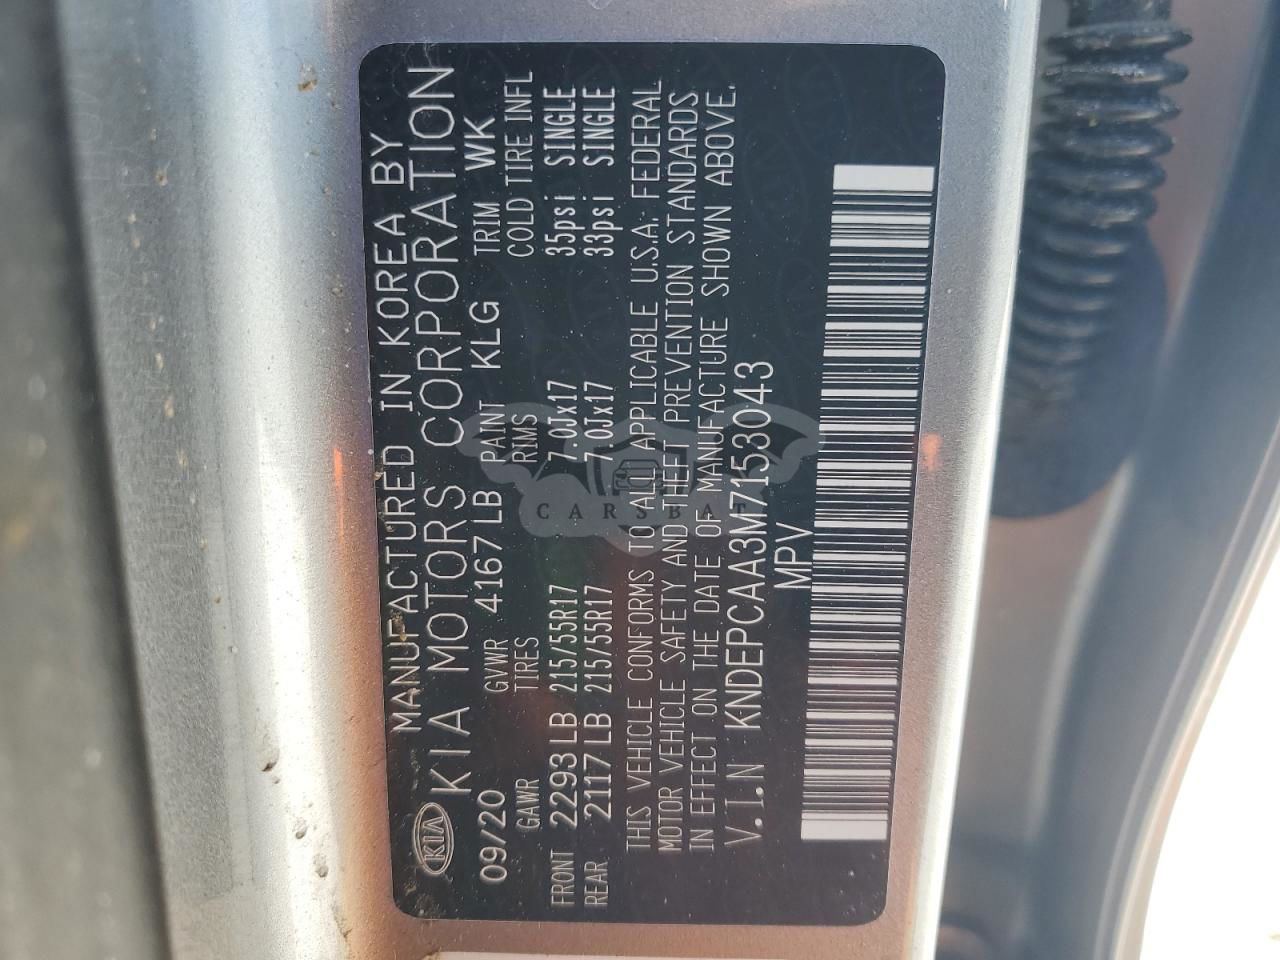 MANUFACTURED IN KOREA BY
KIA KIA MOTORS CORPORATION
09/20 GVWR 4167 LB PAINT KLG TRIM WK
GAWR TIRES RIMS COLD TIRE INFL
FRONT 2293 LB 215/55R17 7.0Jx17 35psi SINGLE
REAR 2117 LB 215/55R17 7.0Jx17 33psi SINGLE
THIS VEHICLE CONFORMS TO ALL APPLICABLE U.S.A. FEDERAL
MOTOR VEHICLE SAFETY AND THEFT PREVENTION STANDARDS
IN EFFECT ON THE DATE OF MANUFACTURE SHOWN ABOVE.
V.I.N KNDEPCAA3M7153043
MPV
CARSBAT